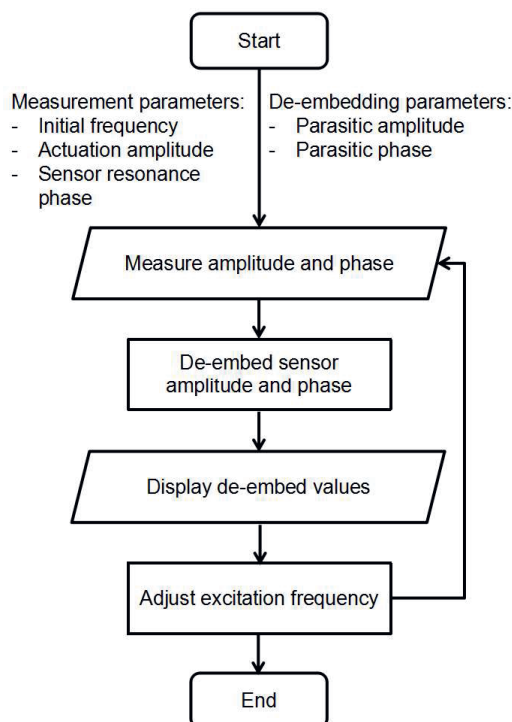 Start
Measurement parameters:
- Initial frequency
- Actuation amplitude
- Sensor resonance
phase
De-embedding parameters:
- Parasitic amplitude
- Parasitic phase
Measure amplitude and phase
De-embed sensor
amplitude and phase
Display de-embed values
Adjust excitation frequency
End